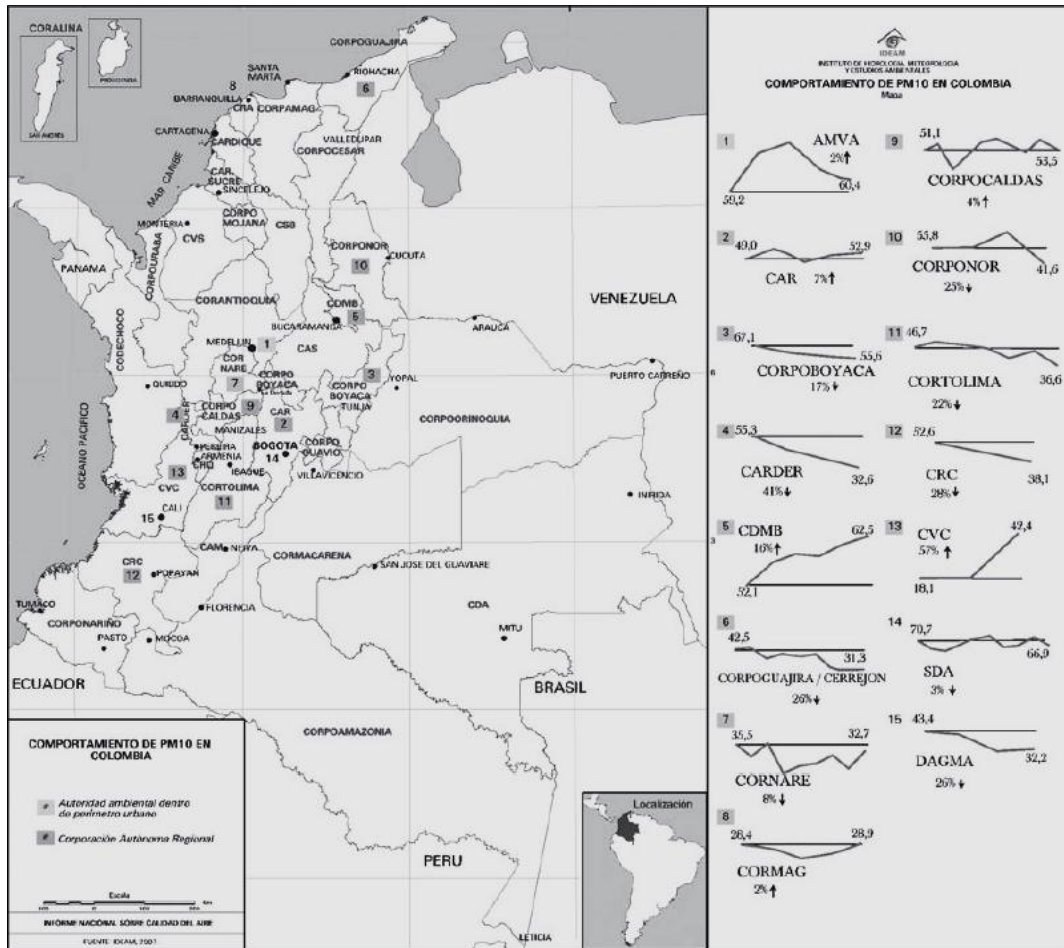 CORALINA
PROVIDENCIA
SAN ANDRES
CORPOGUAJIRA
SANTA
MARTA
RIOHACHA
8
6
BARRANQUILLA
CRA
CORPAMAG
CARTAGENA
CARDIQUE
VALLEDUPAR
CORPOCESAR
MAR CARIBE
CAR.
SUCRE
SINCELEJO
CORPO
MOJANA
MONTERIA
CVS
CSB
CORPONOR
CUCUTA
10
PANAMA
CORPOURABA
CORANTIOQUIA
VENEZUELA
CDMB
5
BUCARAMANGA
ARAUCA
CODECHOCO
MEDELLIN
1
CAS
COR
NARE
PUERTO CARREÑO
6
7
CORPO
BOYACA
3
YOPAL
QUIBDO
CORPO
BOYACA
TUNJA
CORPOORINOQUIA
4
CARDER
CORPO
CALDAS
9
CAR
2
MANIZALES
OCEANO PACIFICO
PEREIRA
ARMENIA
CRQ
BOGOTA
14
CORPO
GUAVIO
13
IBAGUE
VILLAVICENCIO
CVC
CORTOLIMA
11
INIRIDA
CALI
15
3
CAM
NEIVA
CORMACARENA
CRC
12
POPAYAN
SAN JOSE DEL GUAVIARE
TUMACO
FLORENCIA
CDA
CORPONARIÑO
MITU
PASTO
MOCOA
ECUADOR
BRASIL
CORPOAMAZONIA
PERU
LETICIA
COMPORTAMIENTO DE PM10 EN
COLOMBIA
# Autoridad ambiental dentro
de perímetro urbano
# Corporación Autónoma Regional
Escala
Km
INFORME NACIONAL SOBRE CALIDAD DEL AIRE
FUENTE IDEAM, 2007
Localización
IDEAM
INSTITUTO DE HIDROLOGIA, METEOROLOGIA
Y ESTUDIOS AMBIENTALES
COMPORTAMIENTO DE PM10 EN COLOMBIA
Mapa
1
AMVA
2%↑
59,2
60,4
2
49,0
52,9
CAR
7%↑
3
67,1
55,6
CORPOBOYACA
17%↓
4
55,3
CARDER
32,6
41%↓
5
CDMB
62,5
16%↑
52,1
6
42,5
31,3
CORPOGUAJIRA / CERREJON
26%↓
7
35,5
32,7
CORNARE
8%↓
8
28,4
28,9
CORMAG
2%↑
9
51,1
53,5
CORPOCALDAS
4%↑
10
55,8
CORPONOR
41,6
25%↓
11
46,7
CORTOLIMA
36,6
22%↓
12
52,6
CRC
38,1
28%↓
13
CVC
42,4
57%↑
18,1
14
70,7
66,9
SDA
3%↓
15
43,4
32,2
DAGMA
26%↓